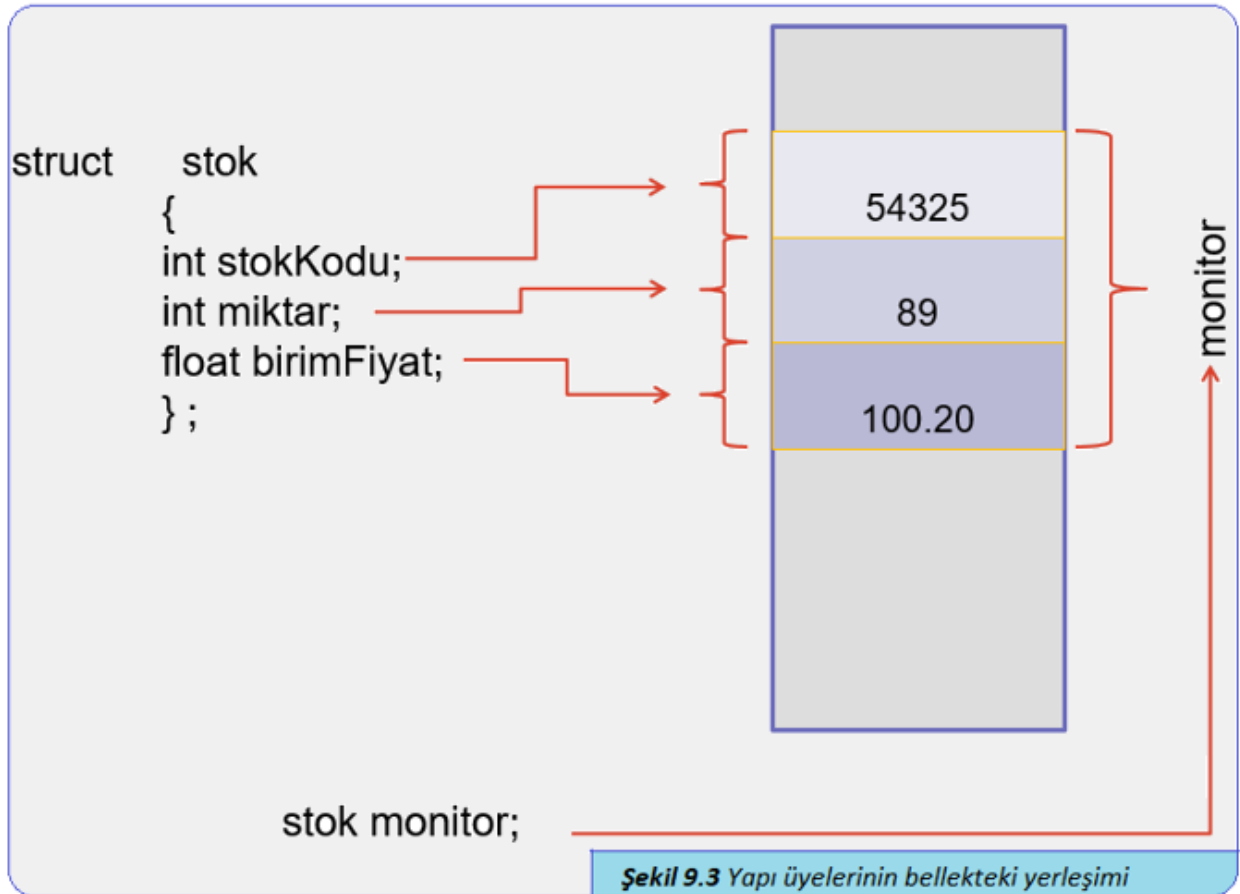 struct stok
{
int stokKodu;
int miktar;
float birimFiyat;
} ;
54325
89
100.20
monitor
stok monitor;
Şekil 9.3 Yapı üyelerinin bellekteki yerleşimi